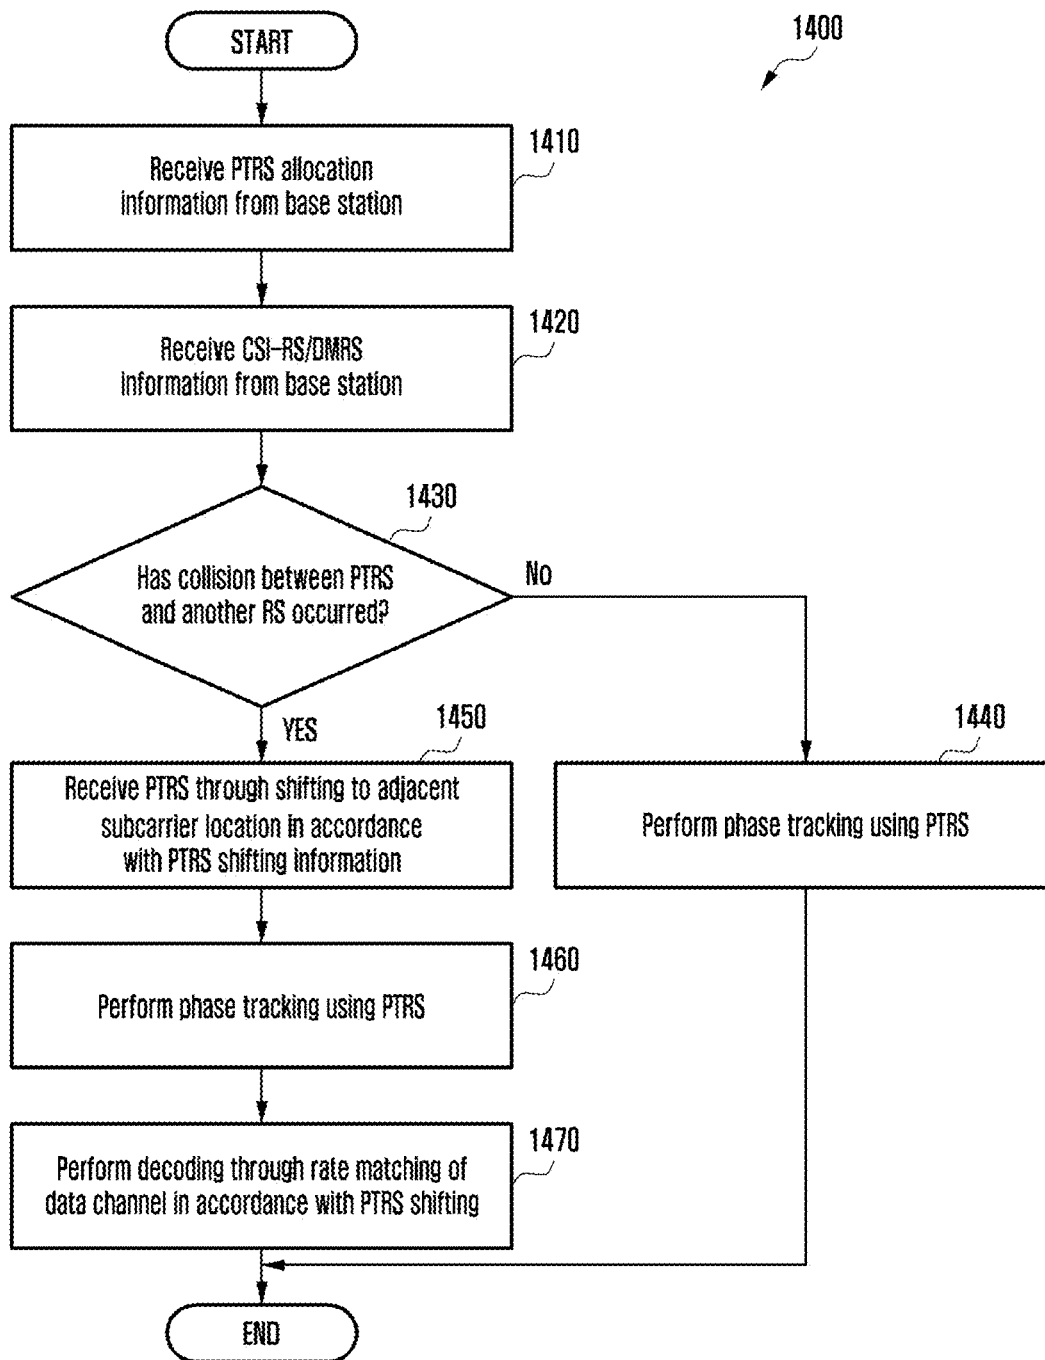 START
1400
1410
Receive PTRS allocation
information from base station
1420
Receive CSI-RS/DMRS
information from base station
1430
Has collision between PTRS
and another RS occurred?
No
YES
1450
Receive PTRS through shifting to adjacent
subcarrier location in accordance
with PTRS shifting information
1440
Perform phase tracking using PTRS
1460
Perform phase tracking using PTRS
1470
Perform decoding through rate matching of
data channel in accordance with PTRS shifting
END